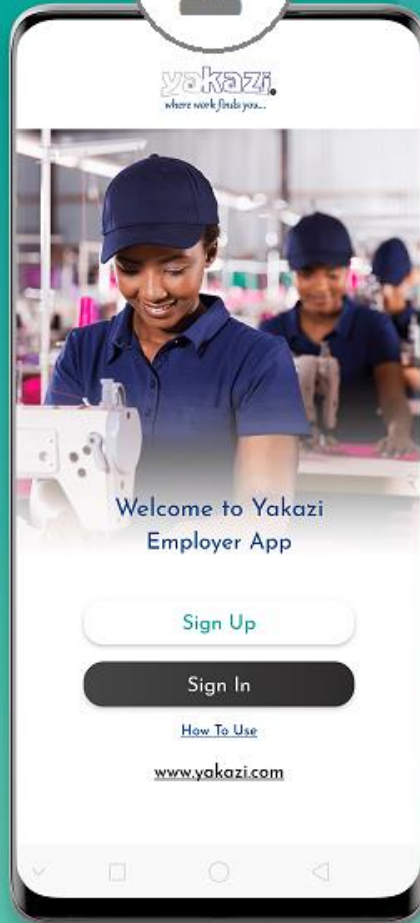 yakazi.
where work finds you...
Welcome to Yakazi
Employer App
Sign Up
Sign In
How To Use
www.yakazi.com